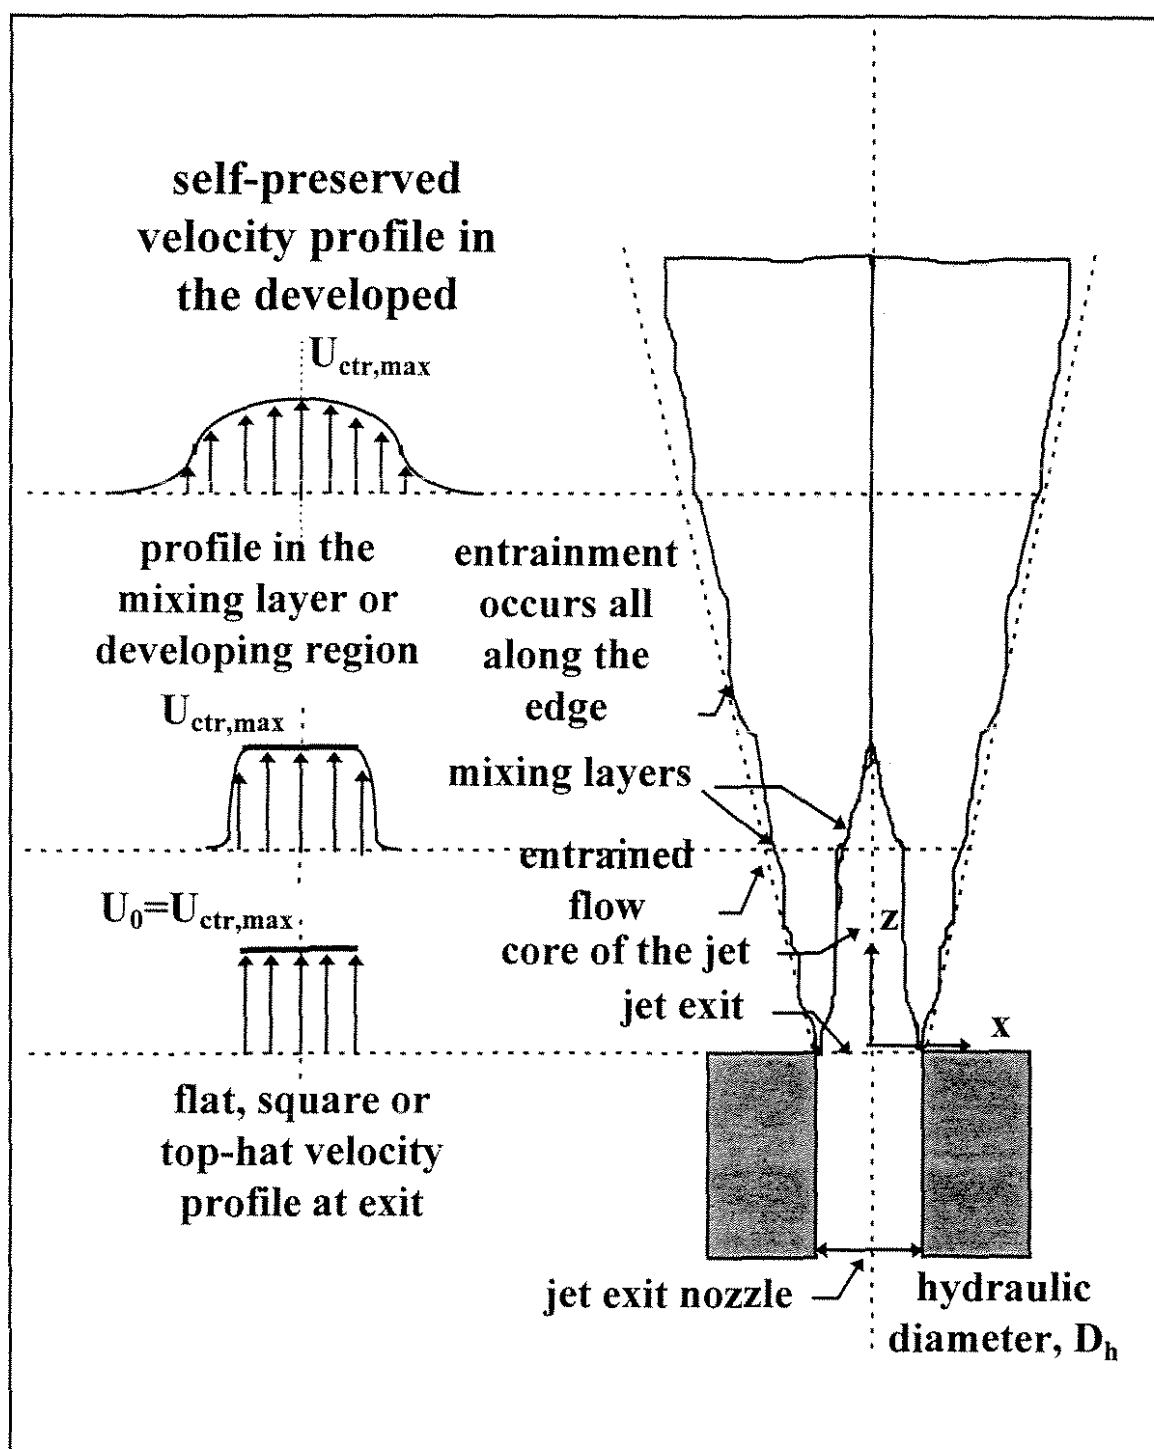 self-preserved
velocity profile in
the developed
U_ctr,max
profile in the
mixing layer or
developing region
U_ctr,max
entrainment
occurs all
along the
edge
mixing layers
entrained
flow
U_0=U_ctr,max
core of the jet
z
jet exit
x
flat, square or
top-hat velocity
profile at exit
jet exit nozzle
hydraulic
diameter, D_h